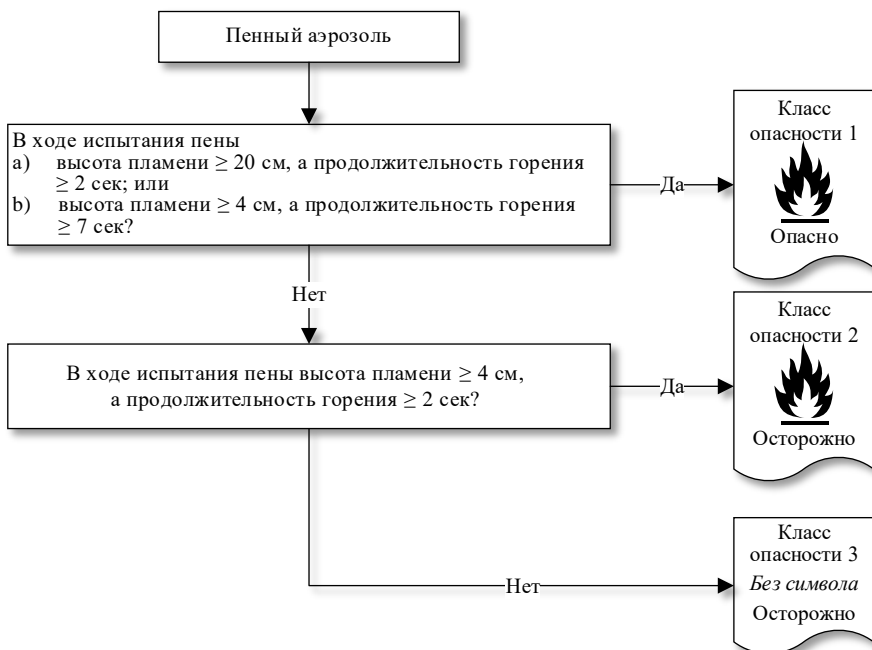 Пенный аэрозоль
В ходе испытания пены
a) высота пламени ≥ 20 см, а продолжительность горения
≥ 2 сек; или
b) высота пламени ≥ 4 см, а продолжительность горения
≥ 7 сек?
Да
Класс
опасности 1
Опасно
Нет
В ходе испытания пены высота пламени ≥ 4 см,
а продолжительность горения ≥ 2 сек?
Да
Класс
опасности 2
Осторожно
Нет
Класс
опасности 3
Без символа
Осторожно